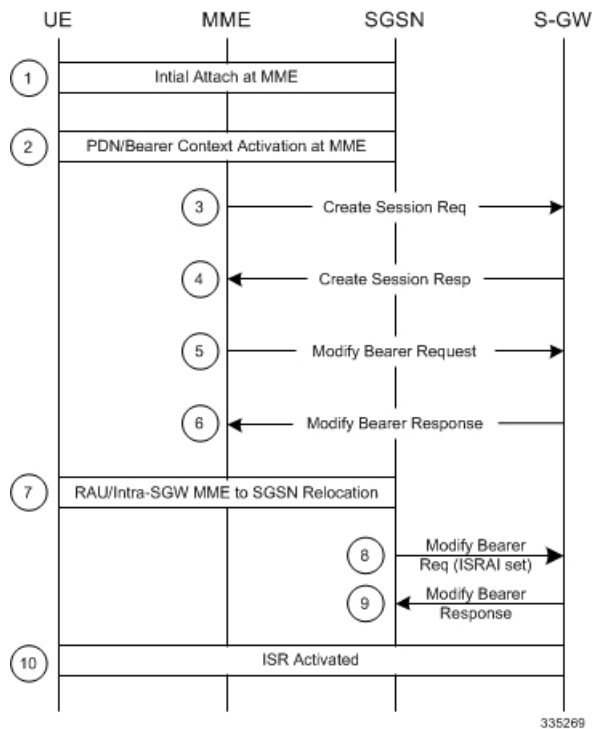 UE MME SGSN S-GW
1 Intial Attach at MME
2 PDN/Bearer Context Activation at MME
3 Create Session Req
4 Create Session Resp
5 Modify Bearer Request
6 Modify Bearer Response
7 RAU/Intra-SGW MME to SGSN Relocation
8 Modify Bearer
Req (ISRAI set)
9 Modify Bearer
Response
10 ISR Activated
335269